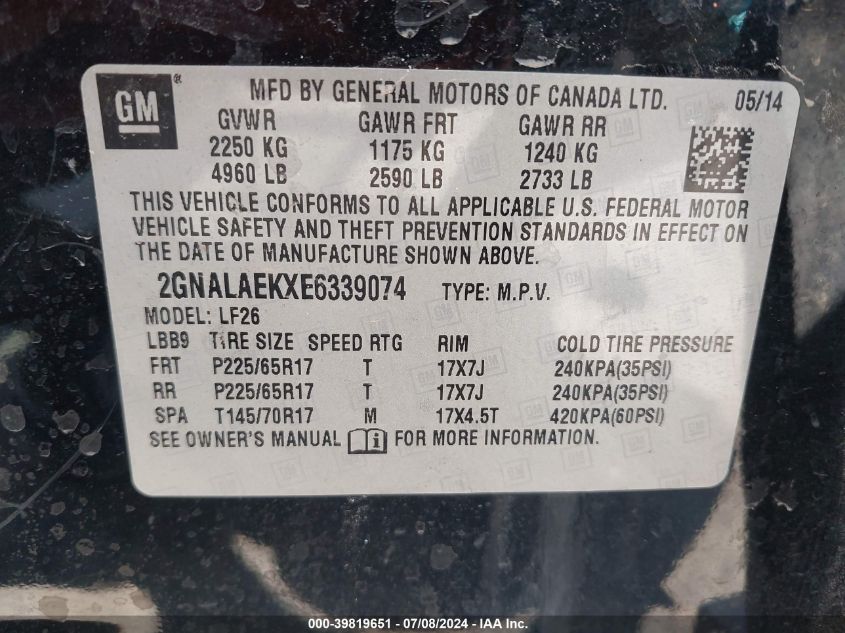 GM ®
MFD BY GENERAL MOTORS OF CANADA LTD. 05/14
GVWR GAWR FRT GAWR RR
2250 KG 1175 KG 1240 KG
4960 LB 2590 LB 2733 LB
THIS VEHICLE CONFORMS TO ALL APPLICABLE U.S. FEDERAL MOTOR
VEHICLE SAFETY AND THEFT PREVENTION STANDARDS IN EFFECT ON
THE DATE OF MANUFACTURE SHOWN ABOVE.
2GNALAEKXE6339074 TYPE: M.P.V.
MODEL: LF26
LBB9 TIRE SIZE SPEED RTG RIM COLD TIRE PRESSURE
FRT P225/65R17 T 17X7J 240KPA(35PSI)
RR P225/65R17 T 17X7J 240KPA(35PSI)
SPA T145/70R17 M 17X4.5T 420KPA(60PSI)
SEE OWNER'S MANUAL i FOR MORE INFORMATION.
000-39819651 / 07/08/2024 - IAA Inc.